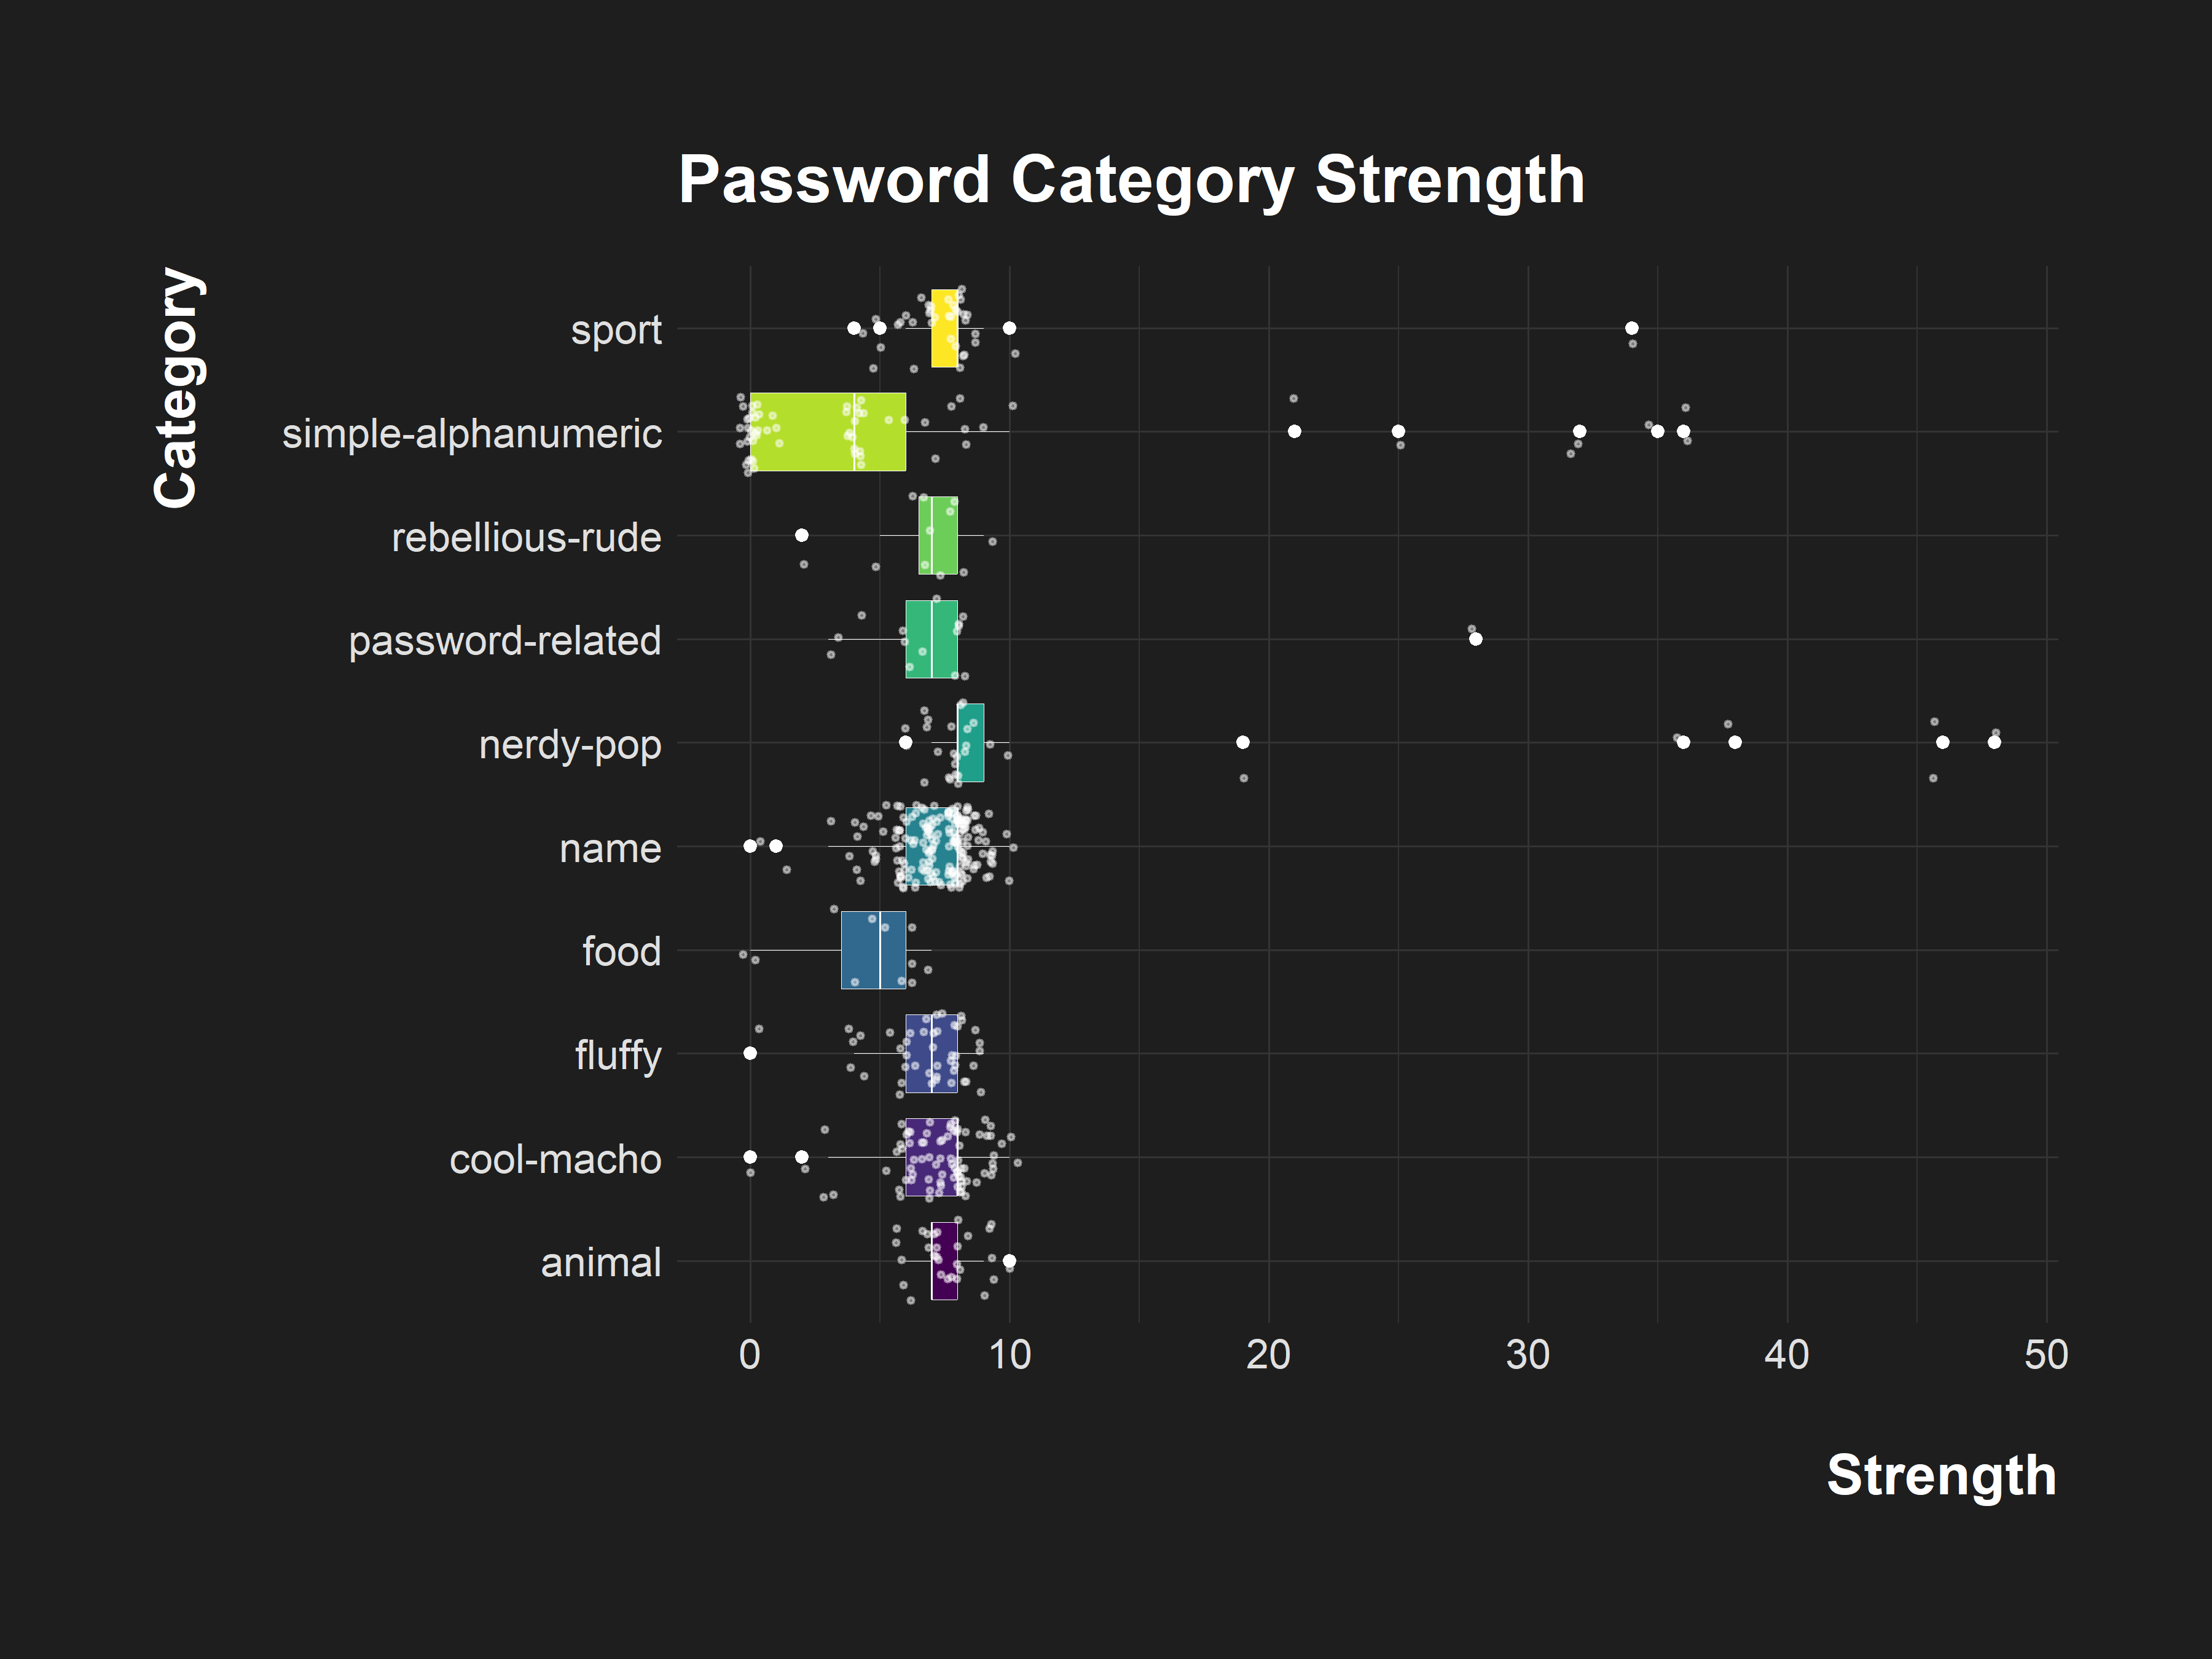 Password Category Strength
Category
sport
simple-alphanumeric
rebellious-rude
password-related
nerdy-pop
name
food
fluffy
cool-macho
animal
0 10 20 30 40 50
Strength